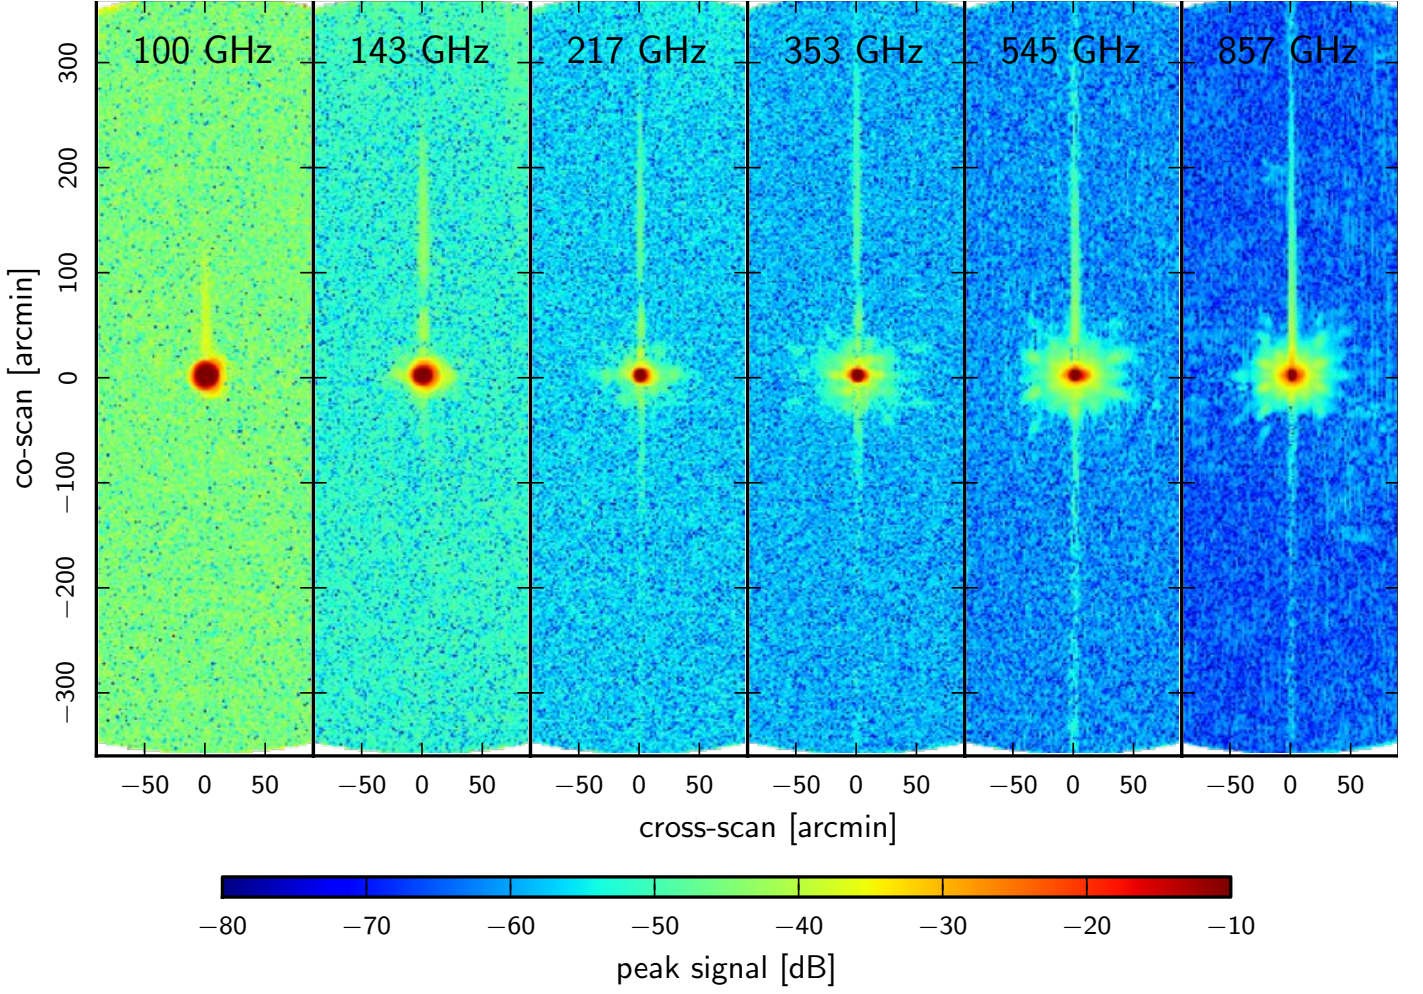 100 GHz 143 GHz 217 GHz 353 GHz 545 GHz 857 GHz
300
200
100
0
−100
−200
−300
co-scan [arcmin]
−50 0 50 −50 0 50 −50 0 50 −50 0 50 −50 0 50 −50 0 50
cross-scan [arcmin]
−80 −70 −60 −50 −40 −30 −20 −10
peak signal [dB]